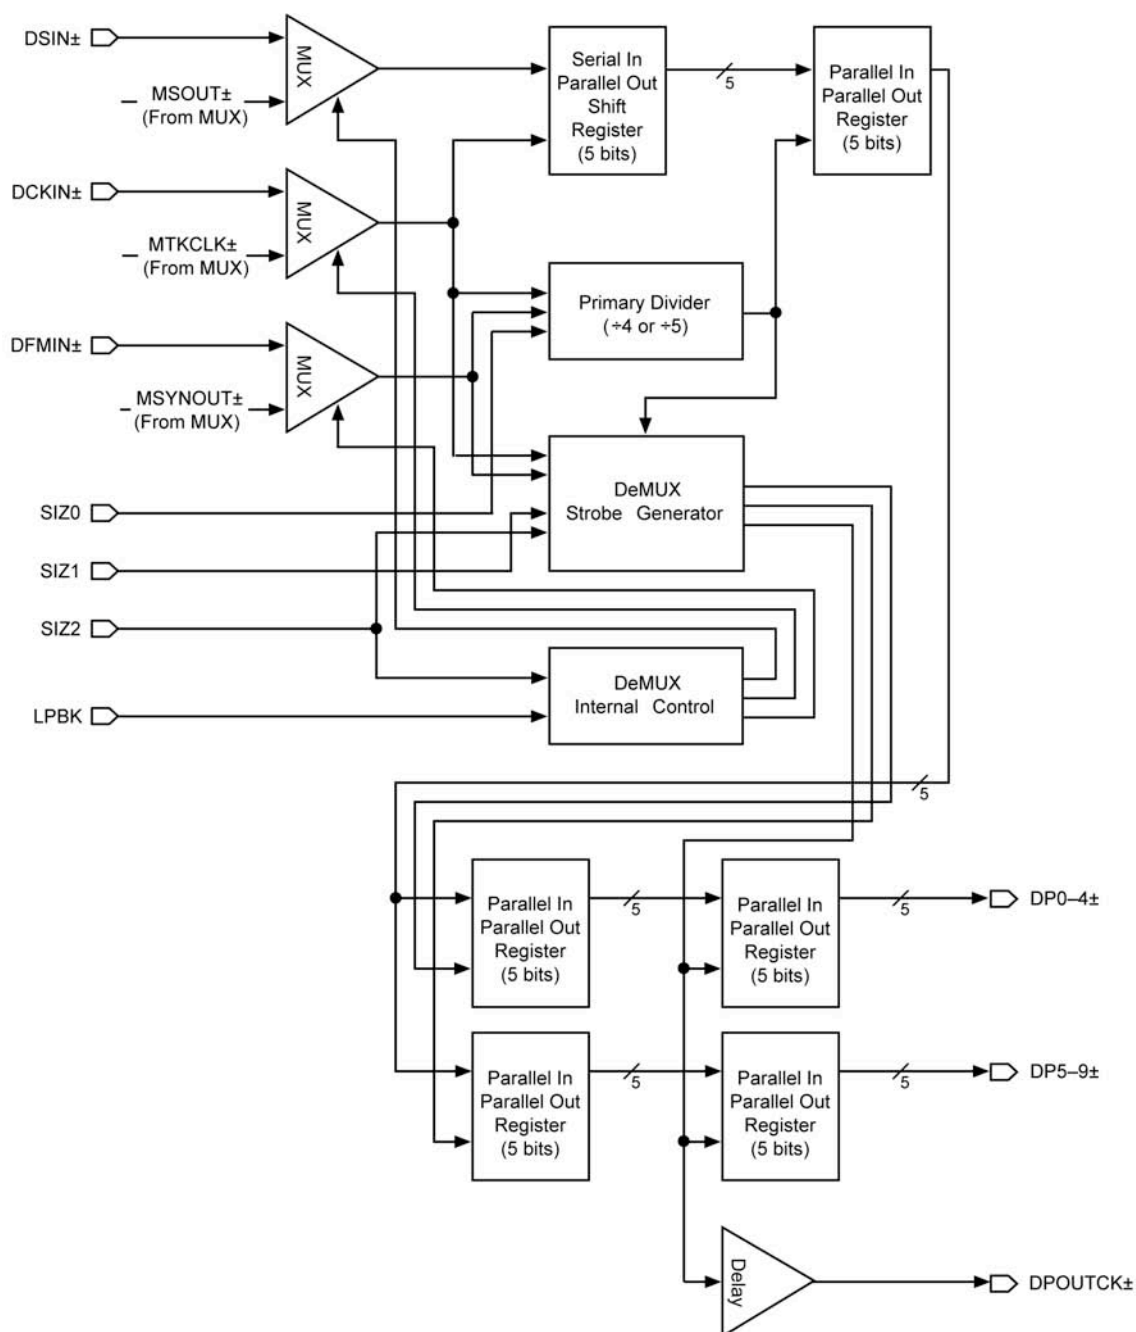 DSIN±
MUX
MSOUT±
(From MUX)
Serial In
Parallel Out
Shift
Register
(5 bits)
5
Parallel In
Parallel Out
Register
(5 bits)
DCKIN±
MUX
MTKCLK±
(From MUX)
Primary Divider
(÷4 or ÷5)
DFMIN±
MUX
MSYNOUT±
(From MUX)
DeMUX
Strobe Generator
SIZ0
SIZ1
SIZ2
DeMUX
Internal Control
LPBK
5
Parallel In
Parallel Out
Register
(5 bits)
5
Parallel In
Parallel Out
Register
(5 bits)
5
DP0–4±
Parallel In
Parallel Out
Register
(5 bits)
5
Parallel In
Parallel Out
Register
(5 bits)
5
DP5–9±
Delay
DPOUTCK±